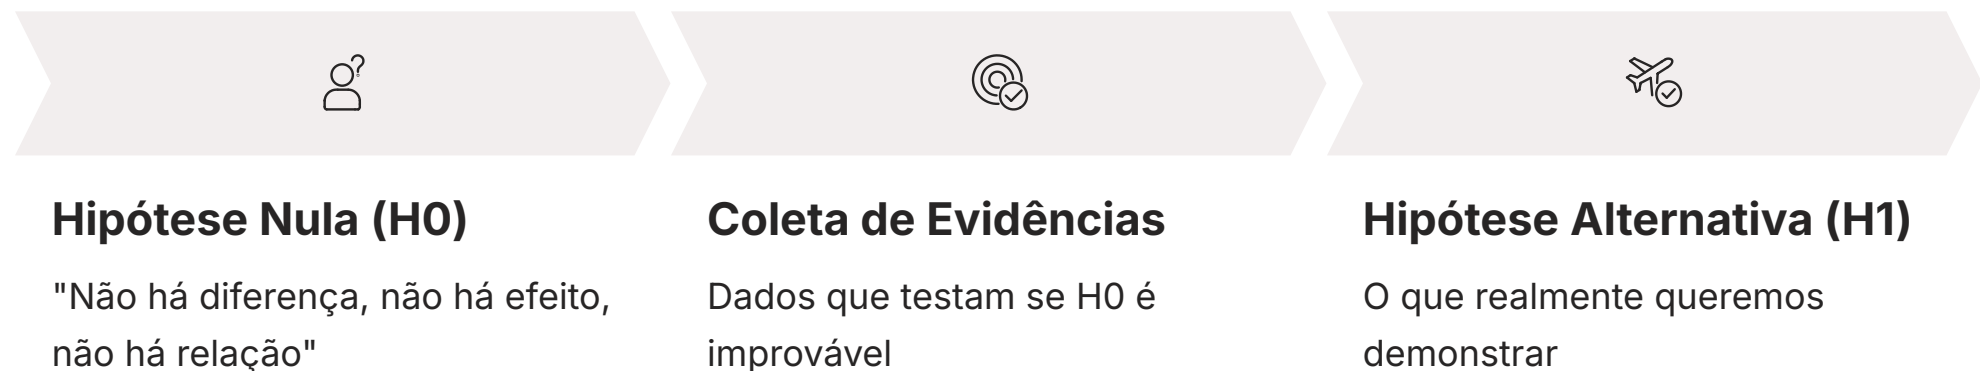 Hipótese Nula (H0)
"Não há diferença, não há efeito,
não há relação"
Coleta de Evidências
Dados que testam se H0 é
improvável
Hipótese Alternativa (H1)
O que realmente queremos
demonstrar